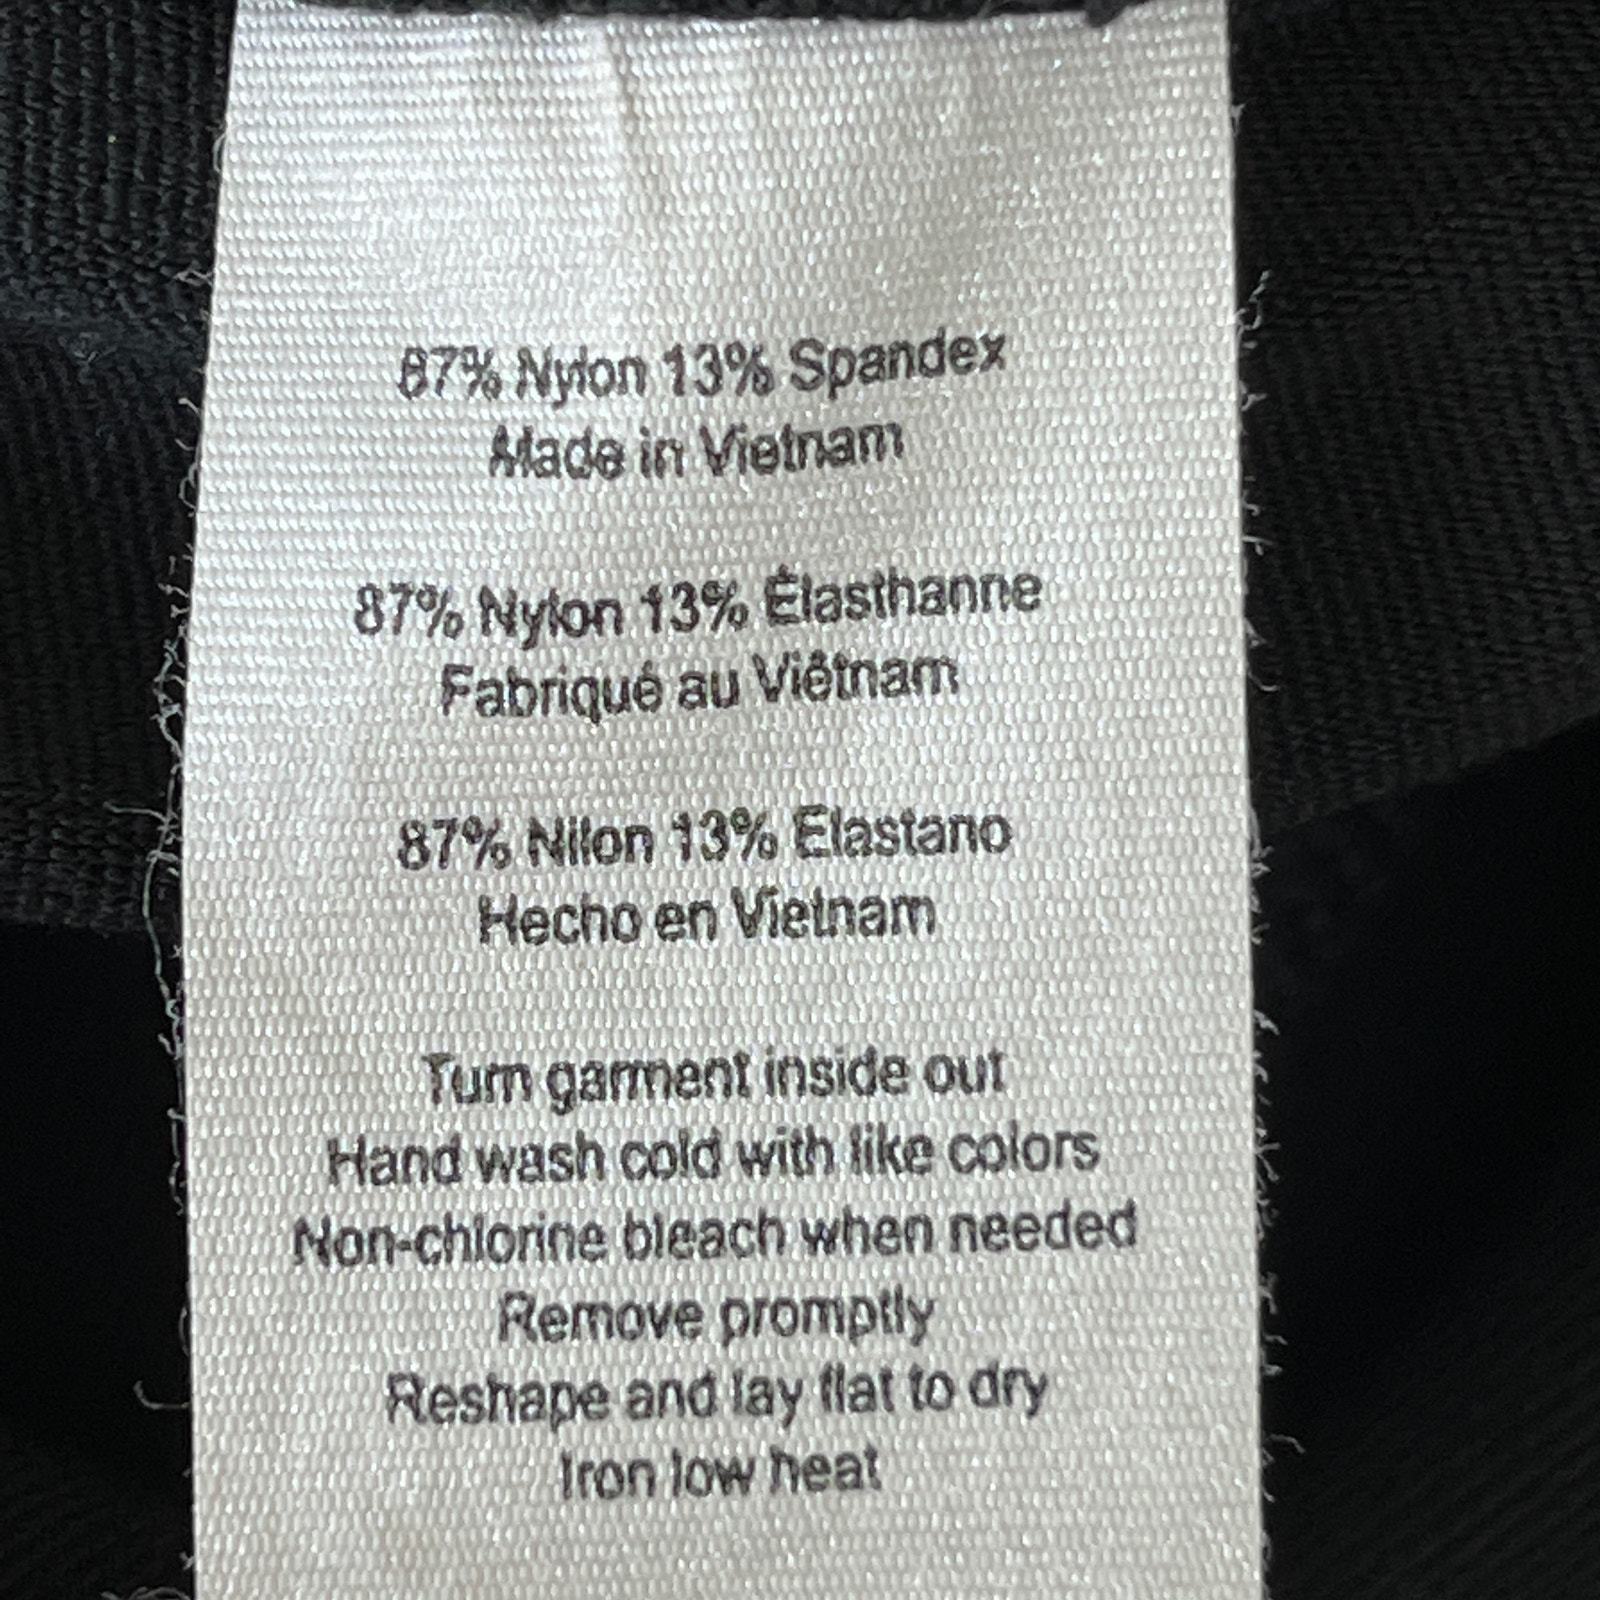 87% Nylon 13% Spandex
Made in Vietnam
87% Nylon 13% Élasthanne
Fabriqué au Viêtnam
87% Nilon 13% Elastano
Hecho en Vietnam
Turn garment inside out
Hand wash cold with like colors
Non-chlorine bleach when needed
Remove promptly
Reshape and lay flat to dry
Iron low heat